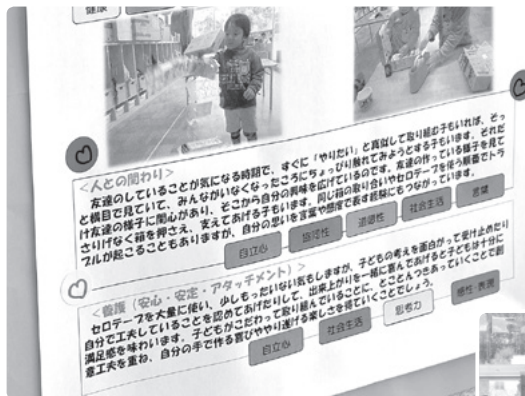 健康
<人との関わり>
友達のしていることが気になる時期で、すぐに「やりたい」と真似して取り組む子もいれば、そっ
と横目で見ていて、みんながいなくなったころにちょっぴり触れてみようとする子もいます。それだ
け友達の様子に関心があり、そこから自分の興味を広げているのです。友達の作っている様子を見て
さりげなく箱を押さえ、支えてあげる子もいます。同じ箱の取り合いやセロテープを使う順番でトラ
ブルが起こることもありますが、自分の思いを言葉や態度で表す経験にもつながっています。
自立心 協同性 道徳性 社会生活 言葉
<養護(安心・安定・アタッチメント)>
セロテープを大量に使い、少しもったいない気もしますが、子どもの考えを面白がって受け止めたり
自分で工夫していることを認めてあげたりして、出来上がりを一緒に喜んであげると子どもは十分に
満足感を味わいます。子どもがこだわって取り組んでいることに、とことんつきあっていくことで創
意工夫を重ね、自分の手で作る喜びややり遂げる楽しさを得ていくことでしょう。
自立心 社会生活 思考力 感性・表現